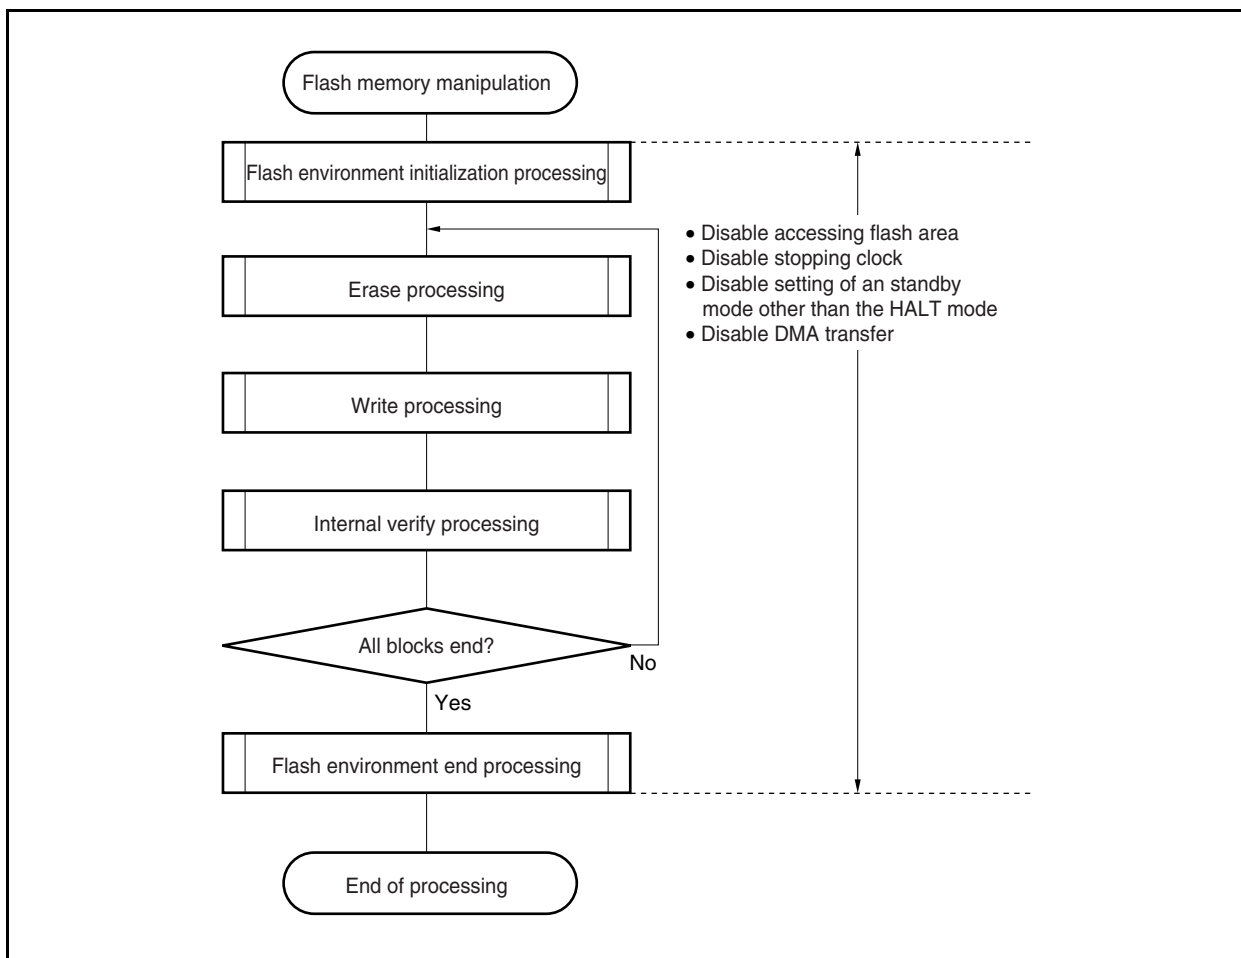 Flash memory manipulation
Flash environment initialization processing
● Disable accessing flash area
● Disable stopping clock
● Disable setting of an standby
mode other than the HALT mode
● Disable DMA transfer
Erase processing
Write processing
Internal verify processing
All blocks end?
No
Yes
Flash environment end processing
End of processing